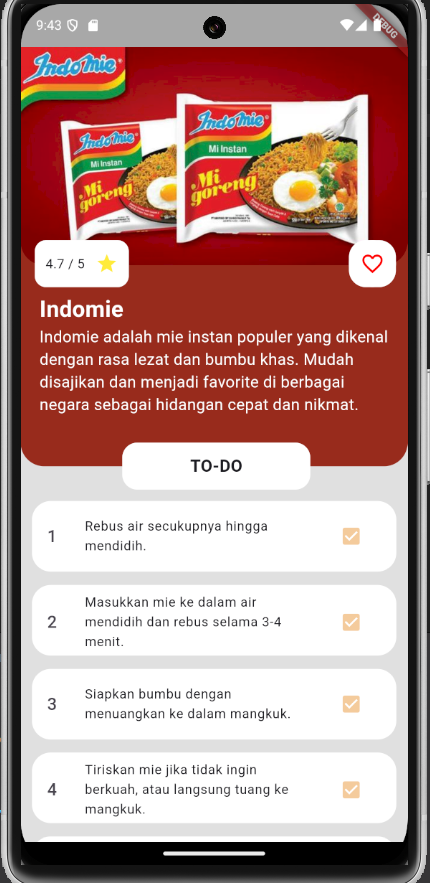 9:43
DEBUG
Indomie
Indomie
Mi Instan
Mi
goreng
Indomie
Mi Instan
Mi
goreng
4.7 / 5
Indomie
Indomie adalah mie instan populer yang dikenal
dengan rasa lezat dan bumbu khas. Mudah
disajikan dan menjadi favorite di berbagai
negara sebagai hidangan cepat dan nikmat.
TO-DO
1
Rebus air secukupnya hingga
mendidih.
2
Masukkan mie ke dalam air
mendidih dan rebus selama 3-4
menit.
3
Siapkan bumbu dengan
menuangkan ke dalam mangkuk.
4
Tiriskan mie jika tidak ingin
berkuah, atau langsung tuang ke
mangkuk.